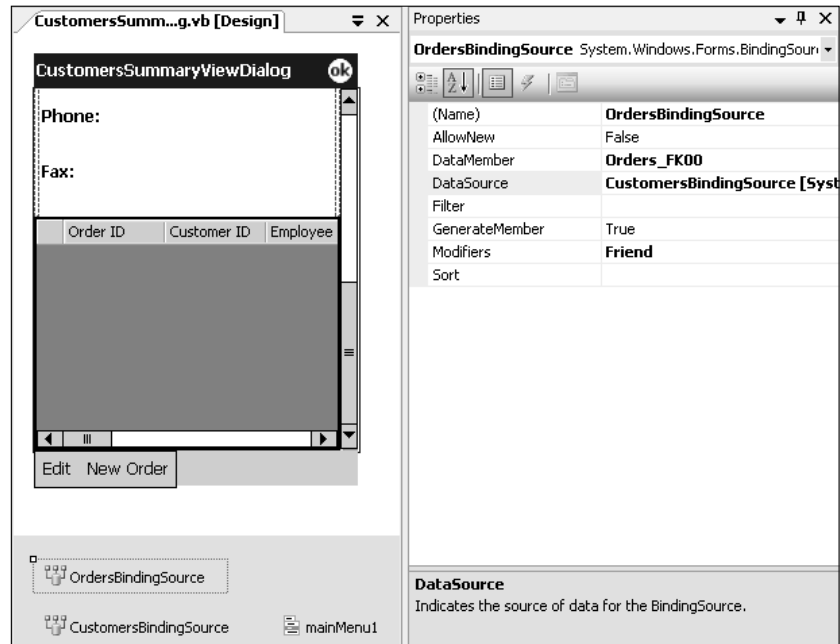 CustomersSumm...g.vb [Design]
CustomersSummaryViewDialog ok
Phone:
Fax:
Order ID Customer ID Employee
Edit New Order
OrdersBindingSource
CustomersBindingSource mainMenu1
Properties
OrdersBindingSource System.Windows.Forms.BindingSour
(Name) OrdersBindingSource
AllowNew False
DataMember Orders_FK00
DataSource CustomersBindingSource [Syst
Filter
GenerateMember True
Modifiers Friend
Sort
DataSource
Indicates the source of data for the BindingSource.